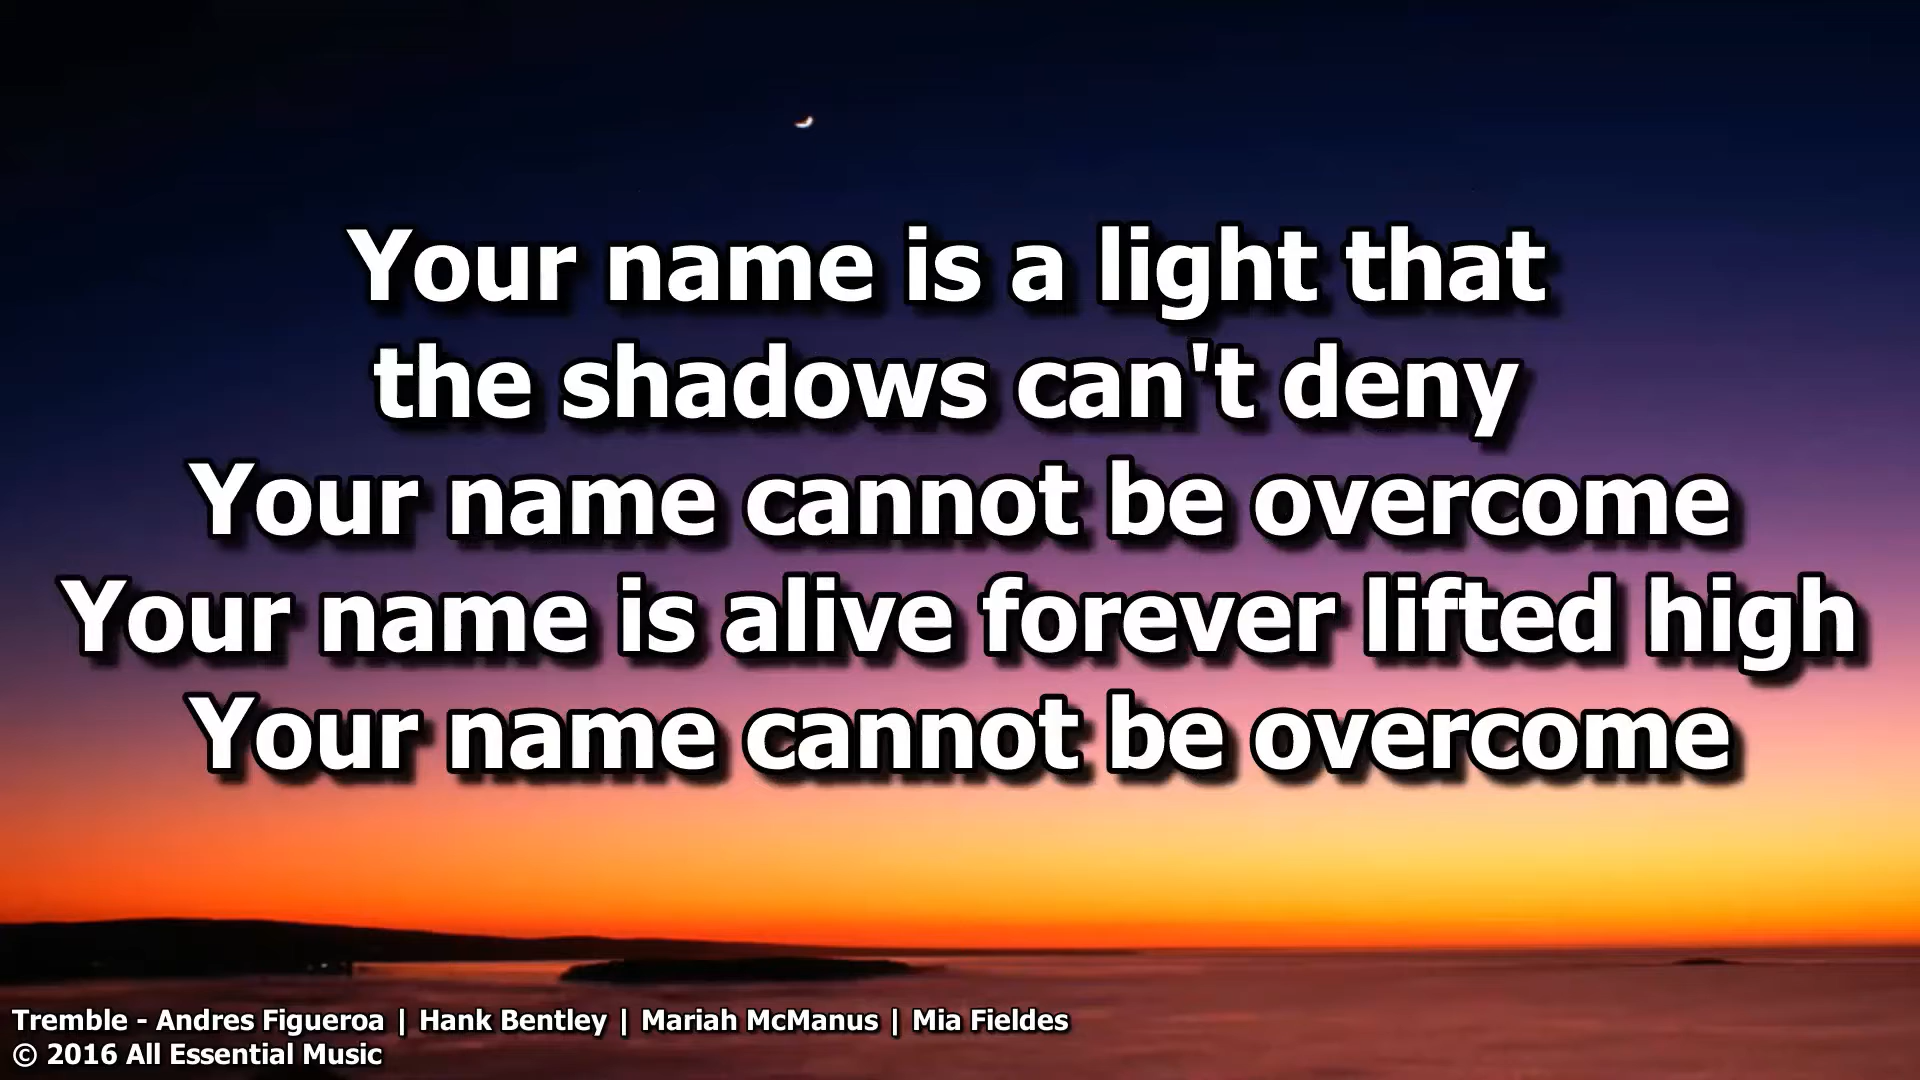 Your name is a light that
the shadows can't deny
Your name cannot be overcome
Your name is alive forever lifted high
Your name cannot be overcome
Tremble - Andres Figueroa | Hank Bentley | Mariah McManus | Mia Fieldes
© 2016 All Essential Music